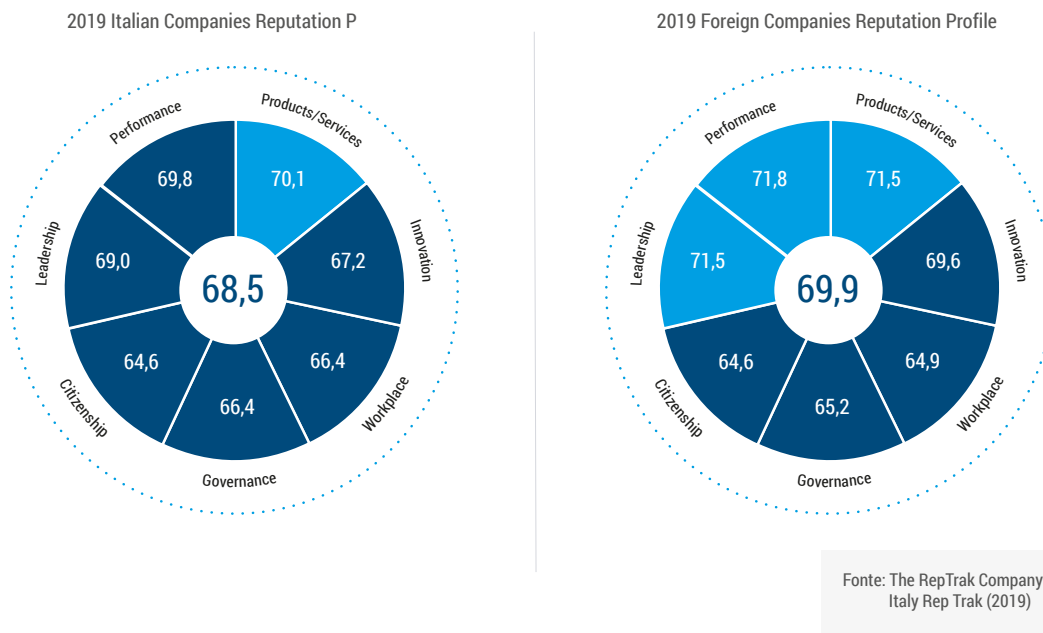 2019 Italian Companies Reputation P
Performance
Products/Services
69,8
70,1
Leadership
69,0
68,5
67,2
Innovation
64,6
66,4
66,4
Citizenship
Workplace
Governance
2019 Foreign Companies Reputation Profile
Performance
Products/Services
71,8
71,5
Leadership
71,5
69,9
69,6
Innovation
64,6
65,2
64,9
Citizenship
Workplace
Governance
Fonte: The RepTrak Company
Italy Rep Trak (2019)